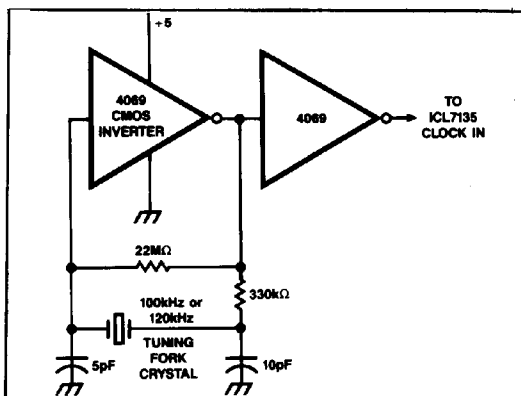 +5
4069
CMOS
INVERTER
4069
TO
ICL7135
CLOCK IN
22MΩ
330kΩ
100kHz or
120kHz
TUNING
FORK
CRYSTAL
5pF
10pF